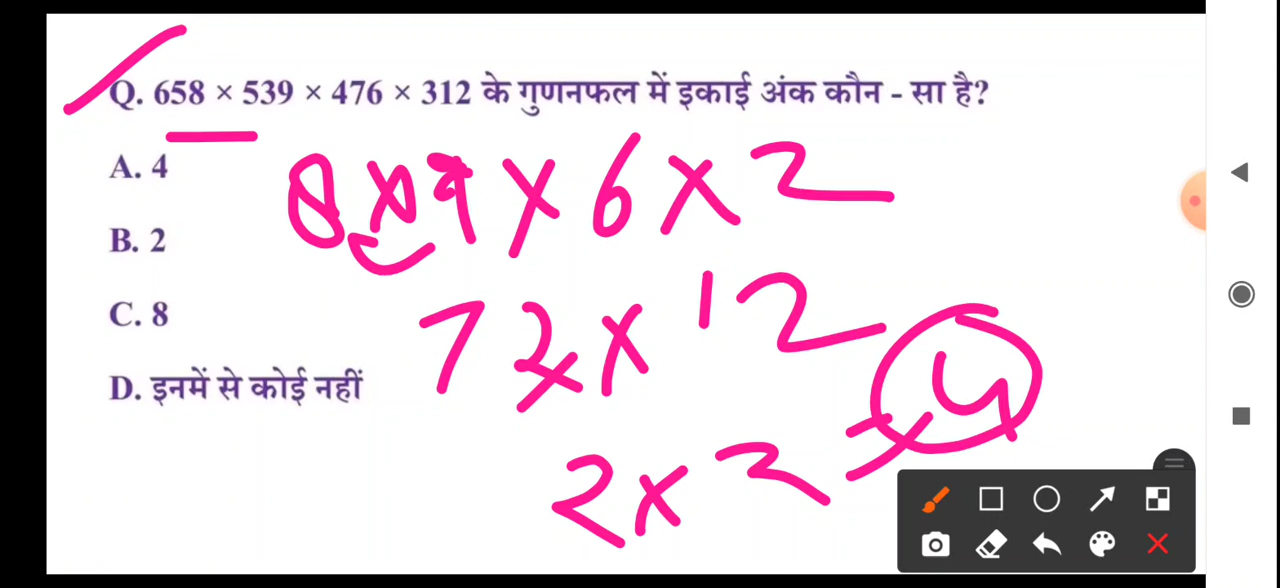 Q. 658 × 539 × 476 × 312 के गुणनफल में इकाई अंक कौन - सा है?
A. 4
8 × 9 × 6 × 2
B. 2
C. 8
72 × 12
D. इनमें से कोई नहीं
4
2 × 2 =